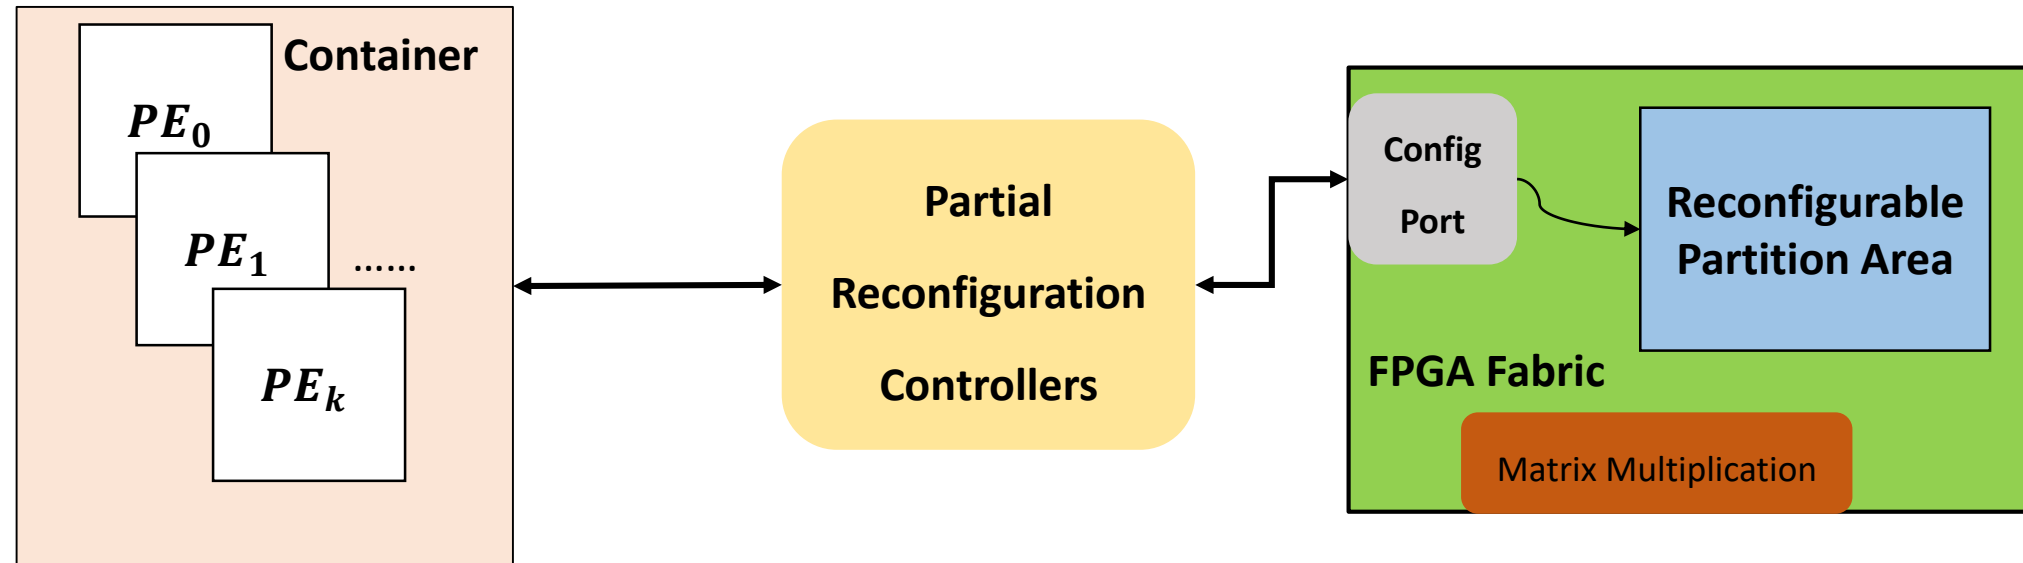 Container
PE₀
PE₁
......
PEₖ
Partial
Reconfiguration
Controllers
Config
Port
Reconfigurable
Partition Area
FPGA Fabric
Matrix Multiplication